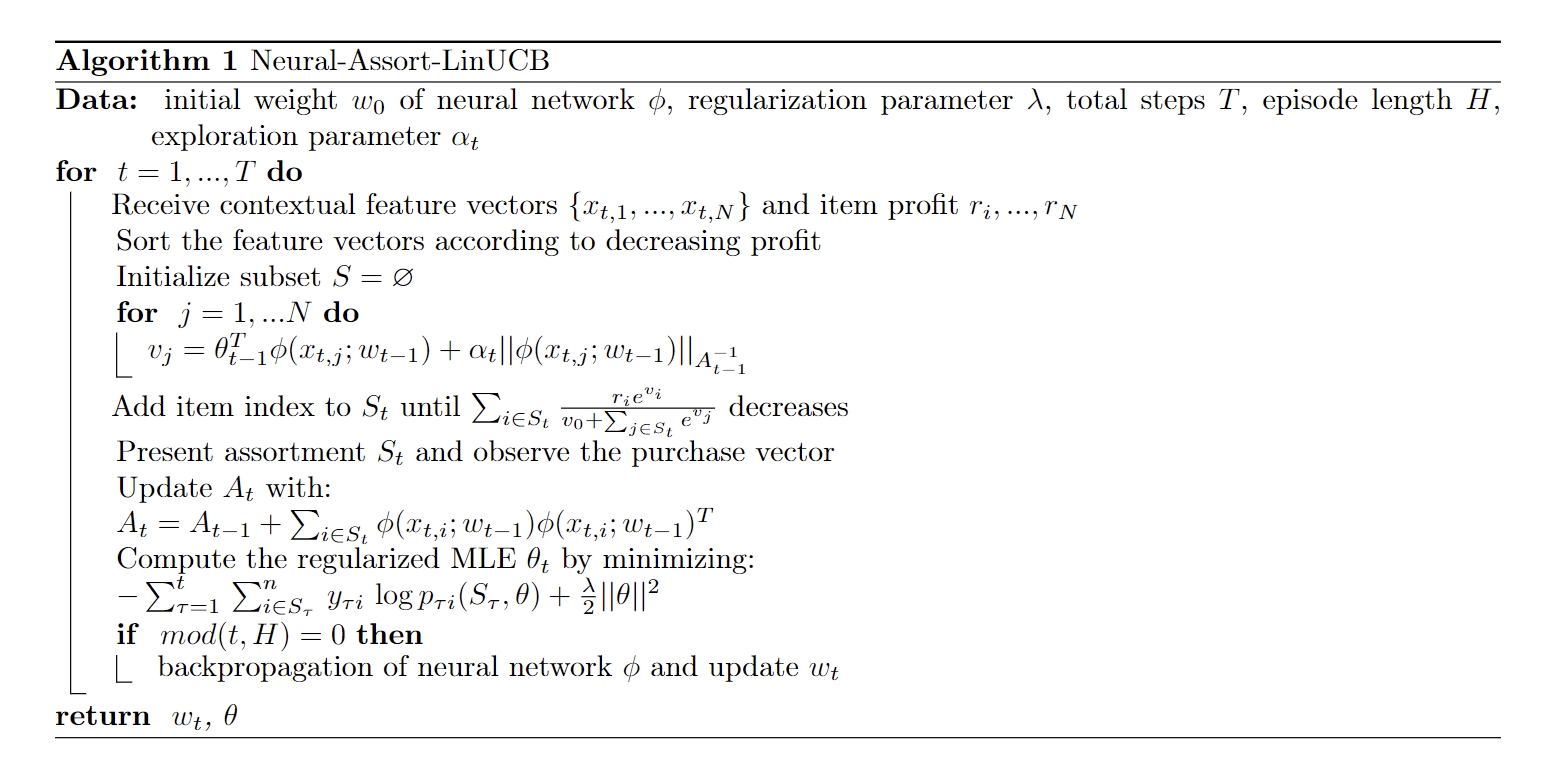 Algorithm 1 Neural-Assort-LinUCB
Data: initial weight $w_0$ of neural network $\phi$, regularization parameter $\lambda$, total steps $T$, episode length $H$,
exploration parameter $\alpha_t$
for $t = 1, ..., T$ do
Receive contextual feature vectors $\{x_{t,1}, ..., x_{t,N}\}$ and item profit $r_i, ..., r_N$
Sort the feature vectors according to decreasing profit
Initialize subset $S = \varnothing$
for $j = 1, ...N$ do
$v_j = \theta_{t-1}^T \phi(x_{t,j}; w_{t-1}) + \alpha_t ||\phi(x_{t,j}; w_{t-1})||_{A_{t-1}^{-1}}$
Add item index to $S_t$ until $\sum_{i \in S_t} \frac{r_i e^{v_i}}{v_0 + \sum_{j \in S_t} e^{v_j}}$ decreases
Present assortment $S_t$ and observe the purchase vector
Update $A_t$ with:
$A_t = A_{t-1} + \sum_{i \in S_t} \phi(x_{t,i}; w_{t-1}) \phi(x_{t,i}; w_{t-1})^T$
Compute the regularized MLE $\theta_t$ by minimizing:
$-\sum_{\tau=1}^{t} \sum_{i \in S_\tau}^{n} y_{\tau i} \log p_{\tau i}(S_\tau, \theta) + \frac{\lambda}{2} ||\theta||^2$
if $mod(t, H) = 0$ then
backpropagation of neural network $\phi$ and update $w_t$
return $w_t$, $\theta$